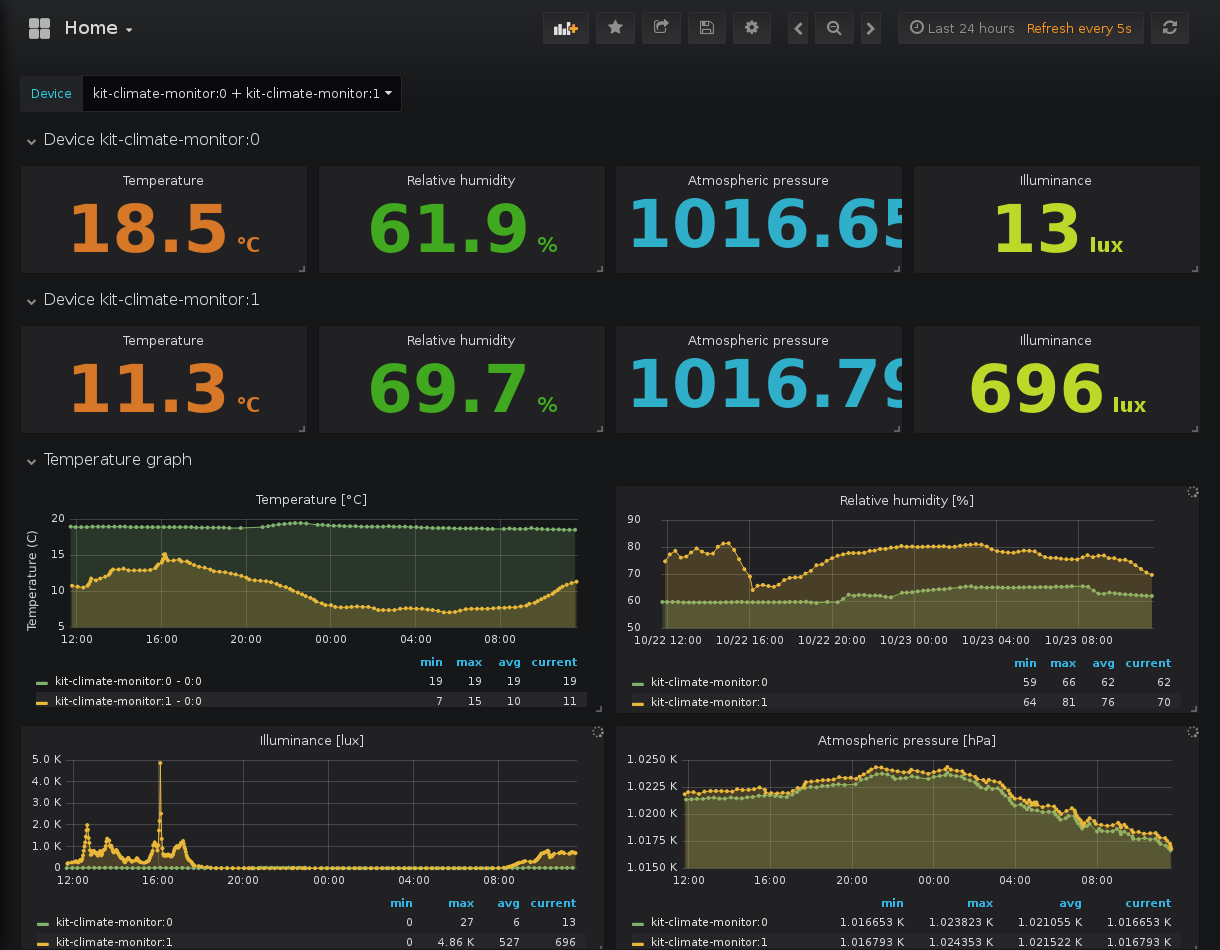 Home
Last 24 hours Refresh every 5s
Device kit-climate-monitor:0 + kit-climate-monitor:1
Device kit-climate-monitor:0
Temperature Relative humidity Atmospheric pressure Illuminance
18.5 °C 61.9 % 1016.65 13 lux
Device kit-climate-monitor:1
Temperature Relative humidity Atmospheric pressure Illuminance
11.3 °C 69.7 % 1016.79 696 lux
Temperature graph
Temperature [°C]
Temperature (C)
20
15
10
5
12:00 16:00 20:00 00:00 04:00 08:00
min max avg current
kit-climate-monitor:0 - 0:0 19 19 19 19
kit-climate-monitor:1 - 0:0 7 15 10 11
Relative humidity [%]
90
80
70
60
50
10/22 12:00 10/22 16:00 10/22 20:00 10/23 00:00 10/23 04:00 10/23 08:00
min max avg current
kit-climate-monitor:0 59 66 62 62
kit-climate-monitor:1 64 81 76 70
Illuminance [lux]
5.0 K
4.0 K
3.0 K
2.0 K
1.0 K
0
12:00 16:00 20:00 00:00 04:00 08:00
min max avg current
kit-climate-monitor:0 0 27 6 13
kit-climate-monitor:1 0 4.86 K 527 696
Atmospheric pressure [hPa]
1.0250 K
1.0225 K
1.0200 K
1.0175 K
1.0150 K
12:00 16:00 20:00 00:00 04:00 08:00
min max avg current
kit-climate-monitor:0 1.016653 K 1.023823 K 1.021055 K 1.016653 K
kit-climate-monitor:1 1.016793 K 1.024353 K 1.021522 K 1.016793 K